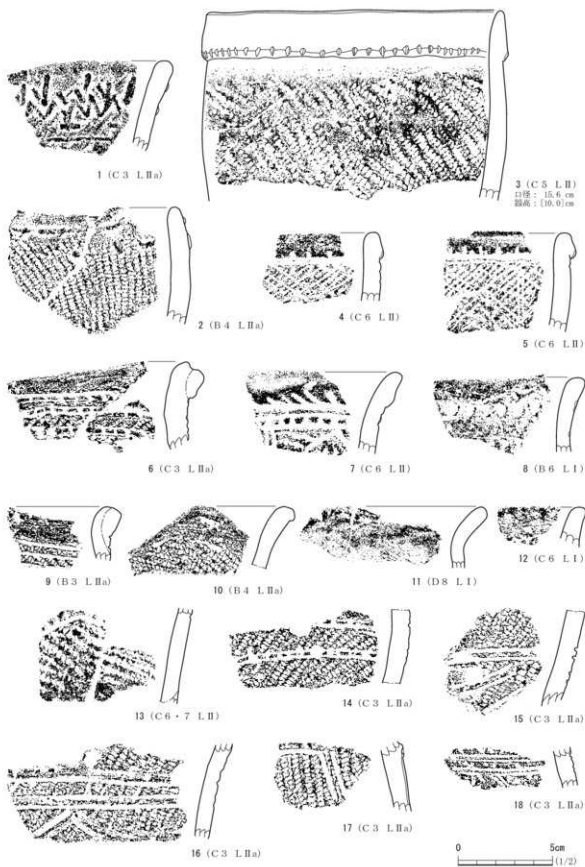 1 (C3 LⅡa)
3 (C5 LⅡ)
口径：15.6 cm
器高：[10.0]cm
2 (B4 LⅡa)
4 (C6 LⅡ)
5 (C6 LⅡ)
6 (C3 LⅡa)
7 (C6 LⅡ)
8 (B6 LⅠ)
9 (B3 LⅡa)
10 (B4 LⅡa)
11 (D8 LⅠ)
12 (C6 LⅠ)
13 (C6・7 LⅡ)
14 (C3 LⅡa)
15 (C3 LⅡa)
16 (C3 LⅡa)
17 (C3 LⅡa)
18 (C3 LⅡa)
0 5cm
(1/2)